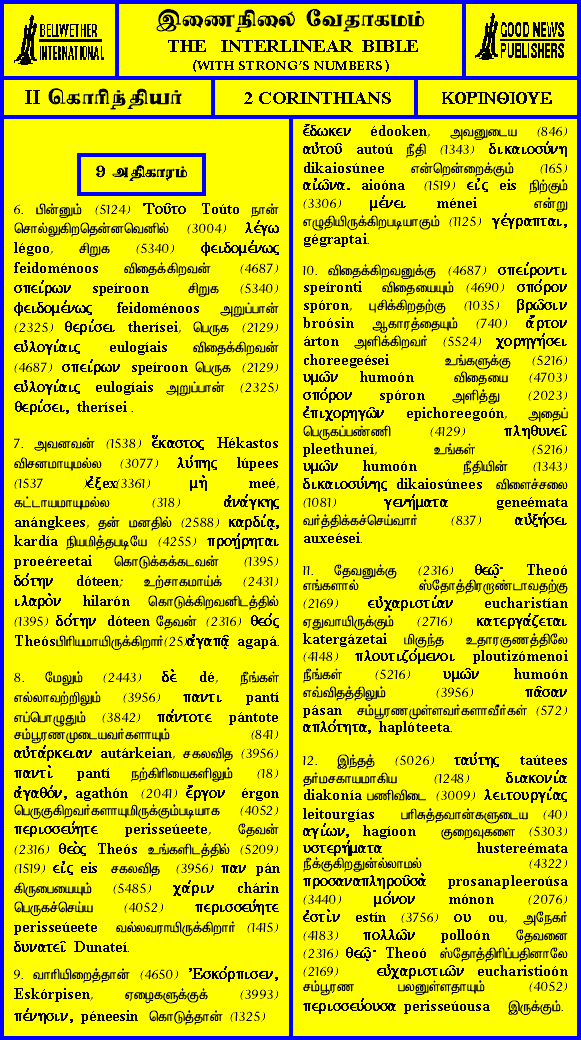 BELLWETHER
INTERNATIONAL
இணைநிலை வேதாகமம்
THE INTERLINEAR BIBLE
(WITH STRONG'S NUMBERS)
GOOD NEWS
PUBLISHERS
II கொரிந்தியர்
2 CORINTHIANS
ΚΟΡΙΝΘΙΟΥΕ
9 அதிகாரம்
6. பின்னும் (5124) Τοῦτο Toúto நான்
சொல்லுகிறதென்னவெனில் (3004) λέγω
légoo, சிறுக (5340) φειδομένως
feidoménoos விதைக்கிறவன் (4687)
σπείρων speíroon சிறுக (5340)
φειδομένως feidoménoos அறுப்பான்
(2325) θερίσει therísei, பெருக (2129)
εὐλογίαις eulogíais விதைக்கிறவன்
(4687) σπείρων speíroon பெருக (2129)
εὐλογίαις eulogíais அறுப்பான் (2325)
θερίσει, therísei .
7. அவனவன் (1538) ἕκαστος Hékastos
விசனமாயுமல்ல (3077) λύπης lúpees
(1537 )ἐξex(3361) μὴ meé,
கட்டாயமாயுமல்ல (318) ἀνάγκης
anángkees, தன் மனதில் (2588) καρδίᾳ,
kardía நியமித்தபடியே (4255) προῄρηται
proeéreetai கொடுக்கக்கடவன் (1395)
δότην dóteen; உற்சாகமாய்க் (2431)
ιλαρὸν hilarón கொடுக்கிறவனிடத்தில்
(1395) δότην dóteen தேவன் (2316) θεός
Theósபிரியமாயிருக்கிறார்(25)ἀγαπᾷ agapá.
8. மேலும் (2443) δὲ dé, நீங்கள்
எல்லாவற்றிலும் (3956) παντι pantí
எப்பொழுதும் (3842) πάντοτε pántote
சம்பூரணமுடையவர்களாயும் (841)
αὐτάρκειαν autárkeian, சகலவித (3956)
παντὶ pantí நற்கிரியைகளிலும் (18)
ἀγαθόν, agathón (2041) ἔργον érgon
பெருகுகிறவர்களாயுமிருக்கும்படியாக (4052)
περισσεύητε perisseúeete, தேவன்
(2316) θεὸς Theós உங்களிடத்தில் (5209)
(1519) εἰς eis சகலவித (3956) παν pán
கிருபையையும் (5485) χάριν chárin
பெருகச்செய்ய (4052) περισσεύητε
perisseúeete வல்லவராயிருக்கிறார் (1415)
δυνατεῖ Dunateí.
9. வாரியிறைத்தான் (4650) Ἐσκόρπισεν,
Eskórpisen, ஏழைகளுக்குக் (3993)
πένησιν, péneesin கொடுத்தான் (1325)
ἔδωκεν édooken, அவனுடைய (846)
αὐτοῦ autoú நீதி (1343) δικαιοσύνη
dikaiosúnee என்றென்றைக்கும் (165)
αἰῶνα. aioóna (1519) εἰς eis நிற்கும்
(3306) μένει ménei என்று
எழுதியிருக்கிறபடியாகும் (1125) γέγραπται,
gégraptai.
10. விதைக்கிறவனுக்கு (4687) σπείροντι
speíronti விதையையும் (4690) σπόρον
spóron, புசிக்கிறதற்கு (1035) βρῶσιν
broósin ஆகாரத்தையும் (740) ἄρτον
árton அளிக்கிறவர் (5524) χορηγήσει
choreegeései உங்களுக்கு (5216)
υμῶν humoón விதையை (4703)
σπόρον spóron அளித்து (2023)
ἐπιχορηγῶν epichoreegoón, அதைப்
பெருகப்பண்ணி (4129) πληθυνεῖ
pleethuneí, உங்கள் (5216)
υμῶν humoón நீதியின் (1343)
δικαιοσύνης dikaiosúnees விளைச்சலை
(1081) γενήματα geneémata
வர்த்திக்கச்செய்வார் (837) αὐξήσει
auxeései.
11. தேவனுக்கு (2316) θεῷ· Theoó
எங்களால் ஸ்தோத்திரமுண்டாவதற்கு
(2169) εὐχαριστίαν eucharistían
ஏதுவாயிருக்கும் (2716) κατεργάζεται
katergázetai மிகுந்த உதாரகுணத்திலே
(4148) πλουτιζόμενοι ploutizómenoi
நீங்கள் (5216) υμῶν humoón
எவ்விதத்திலும் (3956) πᾶσαν
pásan சம்பூரணமுள்ளவர்களாவீர்கள் (572)
απλότητα, haplóteeta.
12. இந்தத் (5026) ταύτης taútees
தர்மசகாயமாகிய (1248) διακονία
diakonía பணிவிடை (3009) λειτουργίας
leitourgías பரிசுத்தவான்களுடைய (40)
αγίων, hagíoon குறைவுகளை (5303)
υστερήματα husterémata
நீக்குகிறதுன்ல்லாமல் (4322)
προσαναπληροῦσὰ prosanapleeroúsa
(3440) μόνον mónon (2076)
ἐστὶν estín (3756) ου ou, அநேகர்
(4183) πολλῶν polloón தேவனை
(2316) θεῷ· Theoó ஸ்தோத்திரிப்பதினாலே
(2169) εὐχαριστιῶν eucharistioón
சம்பூரண பலனுள்ளதாயும் (4052)
περισσεύουσα perisseúousa இருக்கும்.